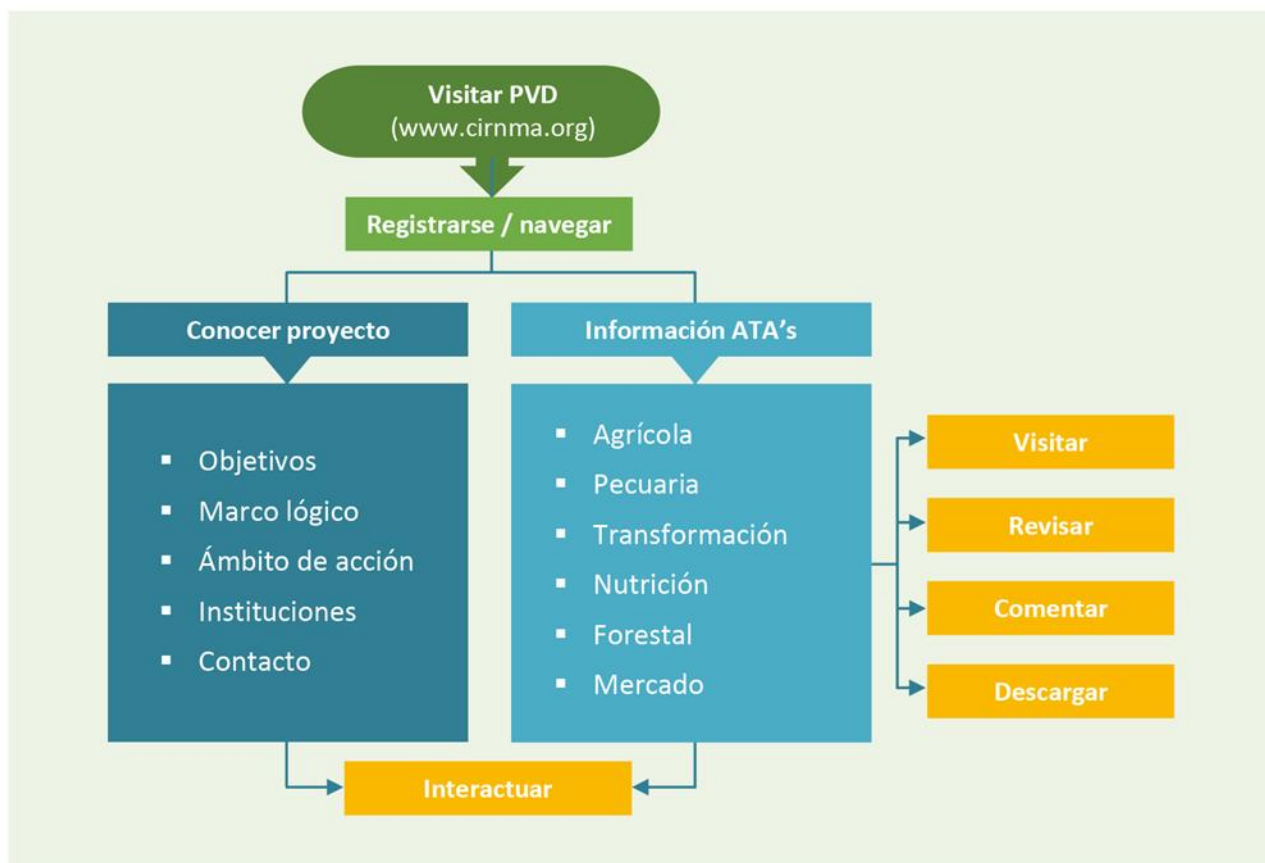 Visitar PVD
(www.cirnma.org)
Registrarse / navegar
Conocer proyecto
Objetivos
Marco lógico
Ámbito de acción
Instituciones
Contacto
Información ATA’s
Agrícola
Pecuaria
Transformación
Nutrición
Forestal
Mercado
Visitar
Revisar
Comentar
Descargar
Interactuar